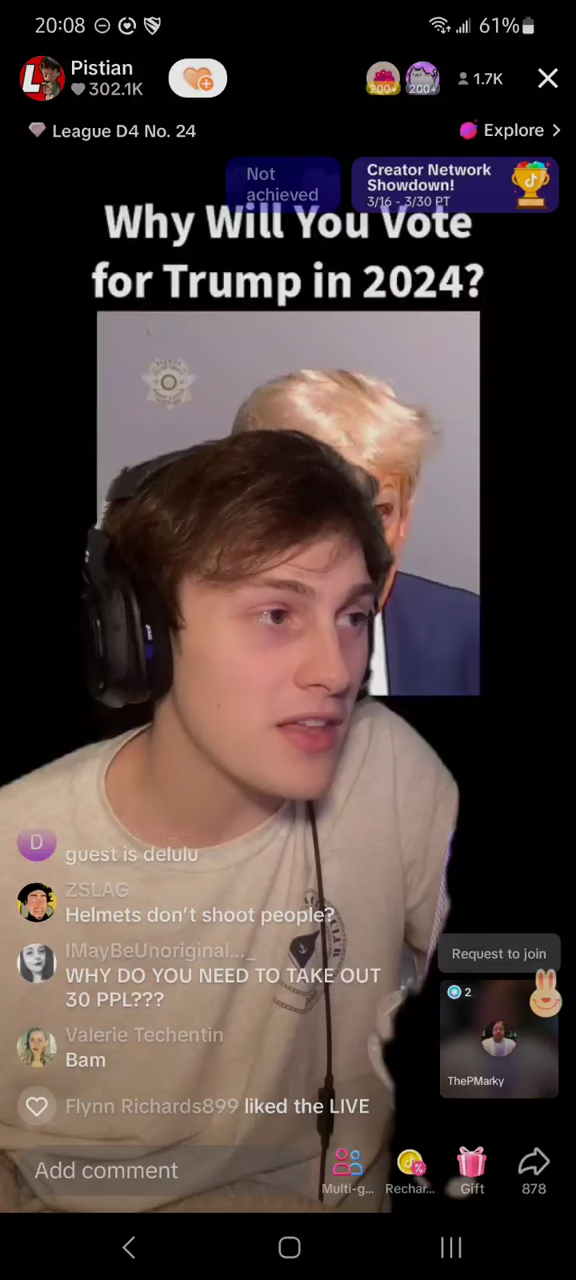 20:08
61%
Pistian
302.1K
200+
200+
1.7K
League D4 No. 24
Explore
Not
achieved
Creator Network
Showdown!
3/16 - 3/30 PT
Why Will You Vote
for Trump in 2024?
D
guest is delulu
ZSLAG
Helmets don't shoot people?
IMayBeUnoriginal..._
WHY DO YOU NEED TO TAKE OUT
30 PPL???
Valerie Techentin
Bam
Flynn Richards899 liked the LIVE
Request to join
2
ThePMarky
Add comment
Multi-g...
Rechar...
Gift
878